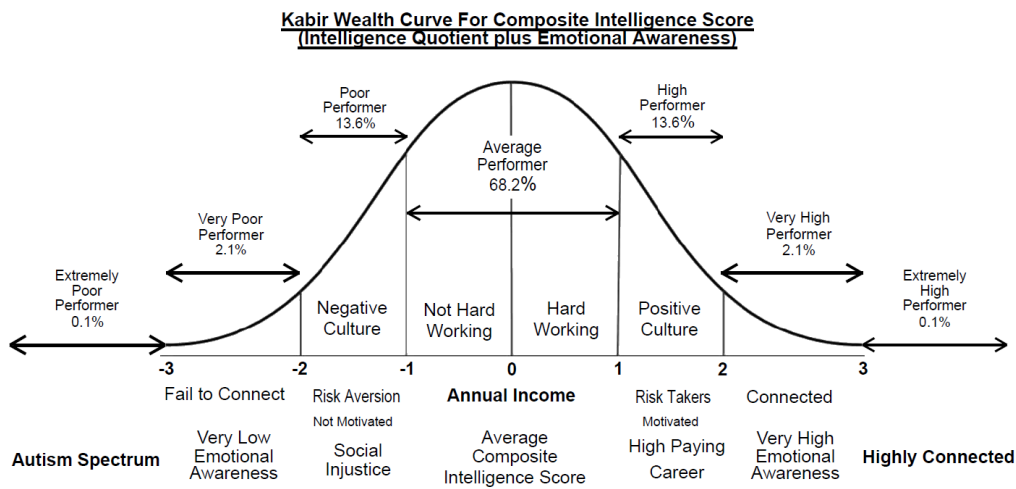 Kabir Wealth Curve For Composite Intelligence Score
(Intelligence Quotient plus Emotional Awareness)
Poor
Performer
13.6%
High
Performer
13.6%
Average
Performer
68.2%
Very Poor
Performer
2.1%
Very High
Performer
2.1%
Extremely
Poor
Performer
0.1%
Extremely
High
Performer
0.1%
Negative
Culture
Not Hard
Working
Hard
Working
Positive
Culture
-3 -2 -1 0 1 2 3
Fail to Connect
Risk Aversion
Annual Income
Risk Takers
Connected
Not Motivated
Motivated
Autism Spectrum
Very Low
Emotional
Awareness
Social
Injustice
Average
Composite
Intelligence Score
High Paying
Career
Very High
Emotional
Awareness
Highly Connected